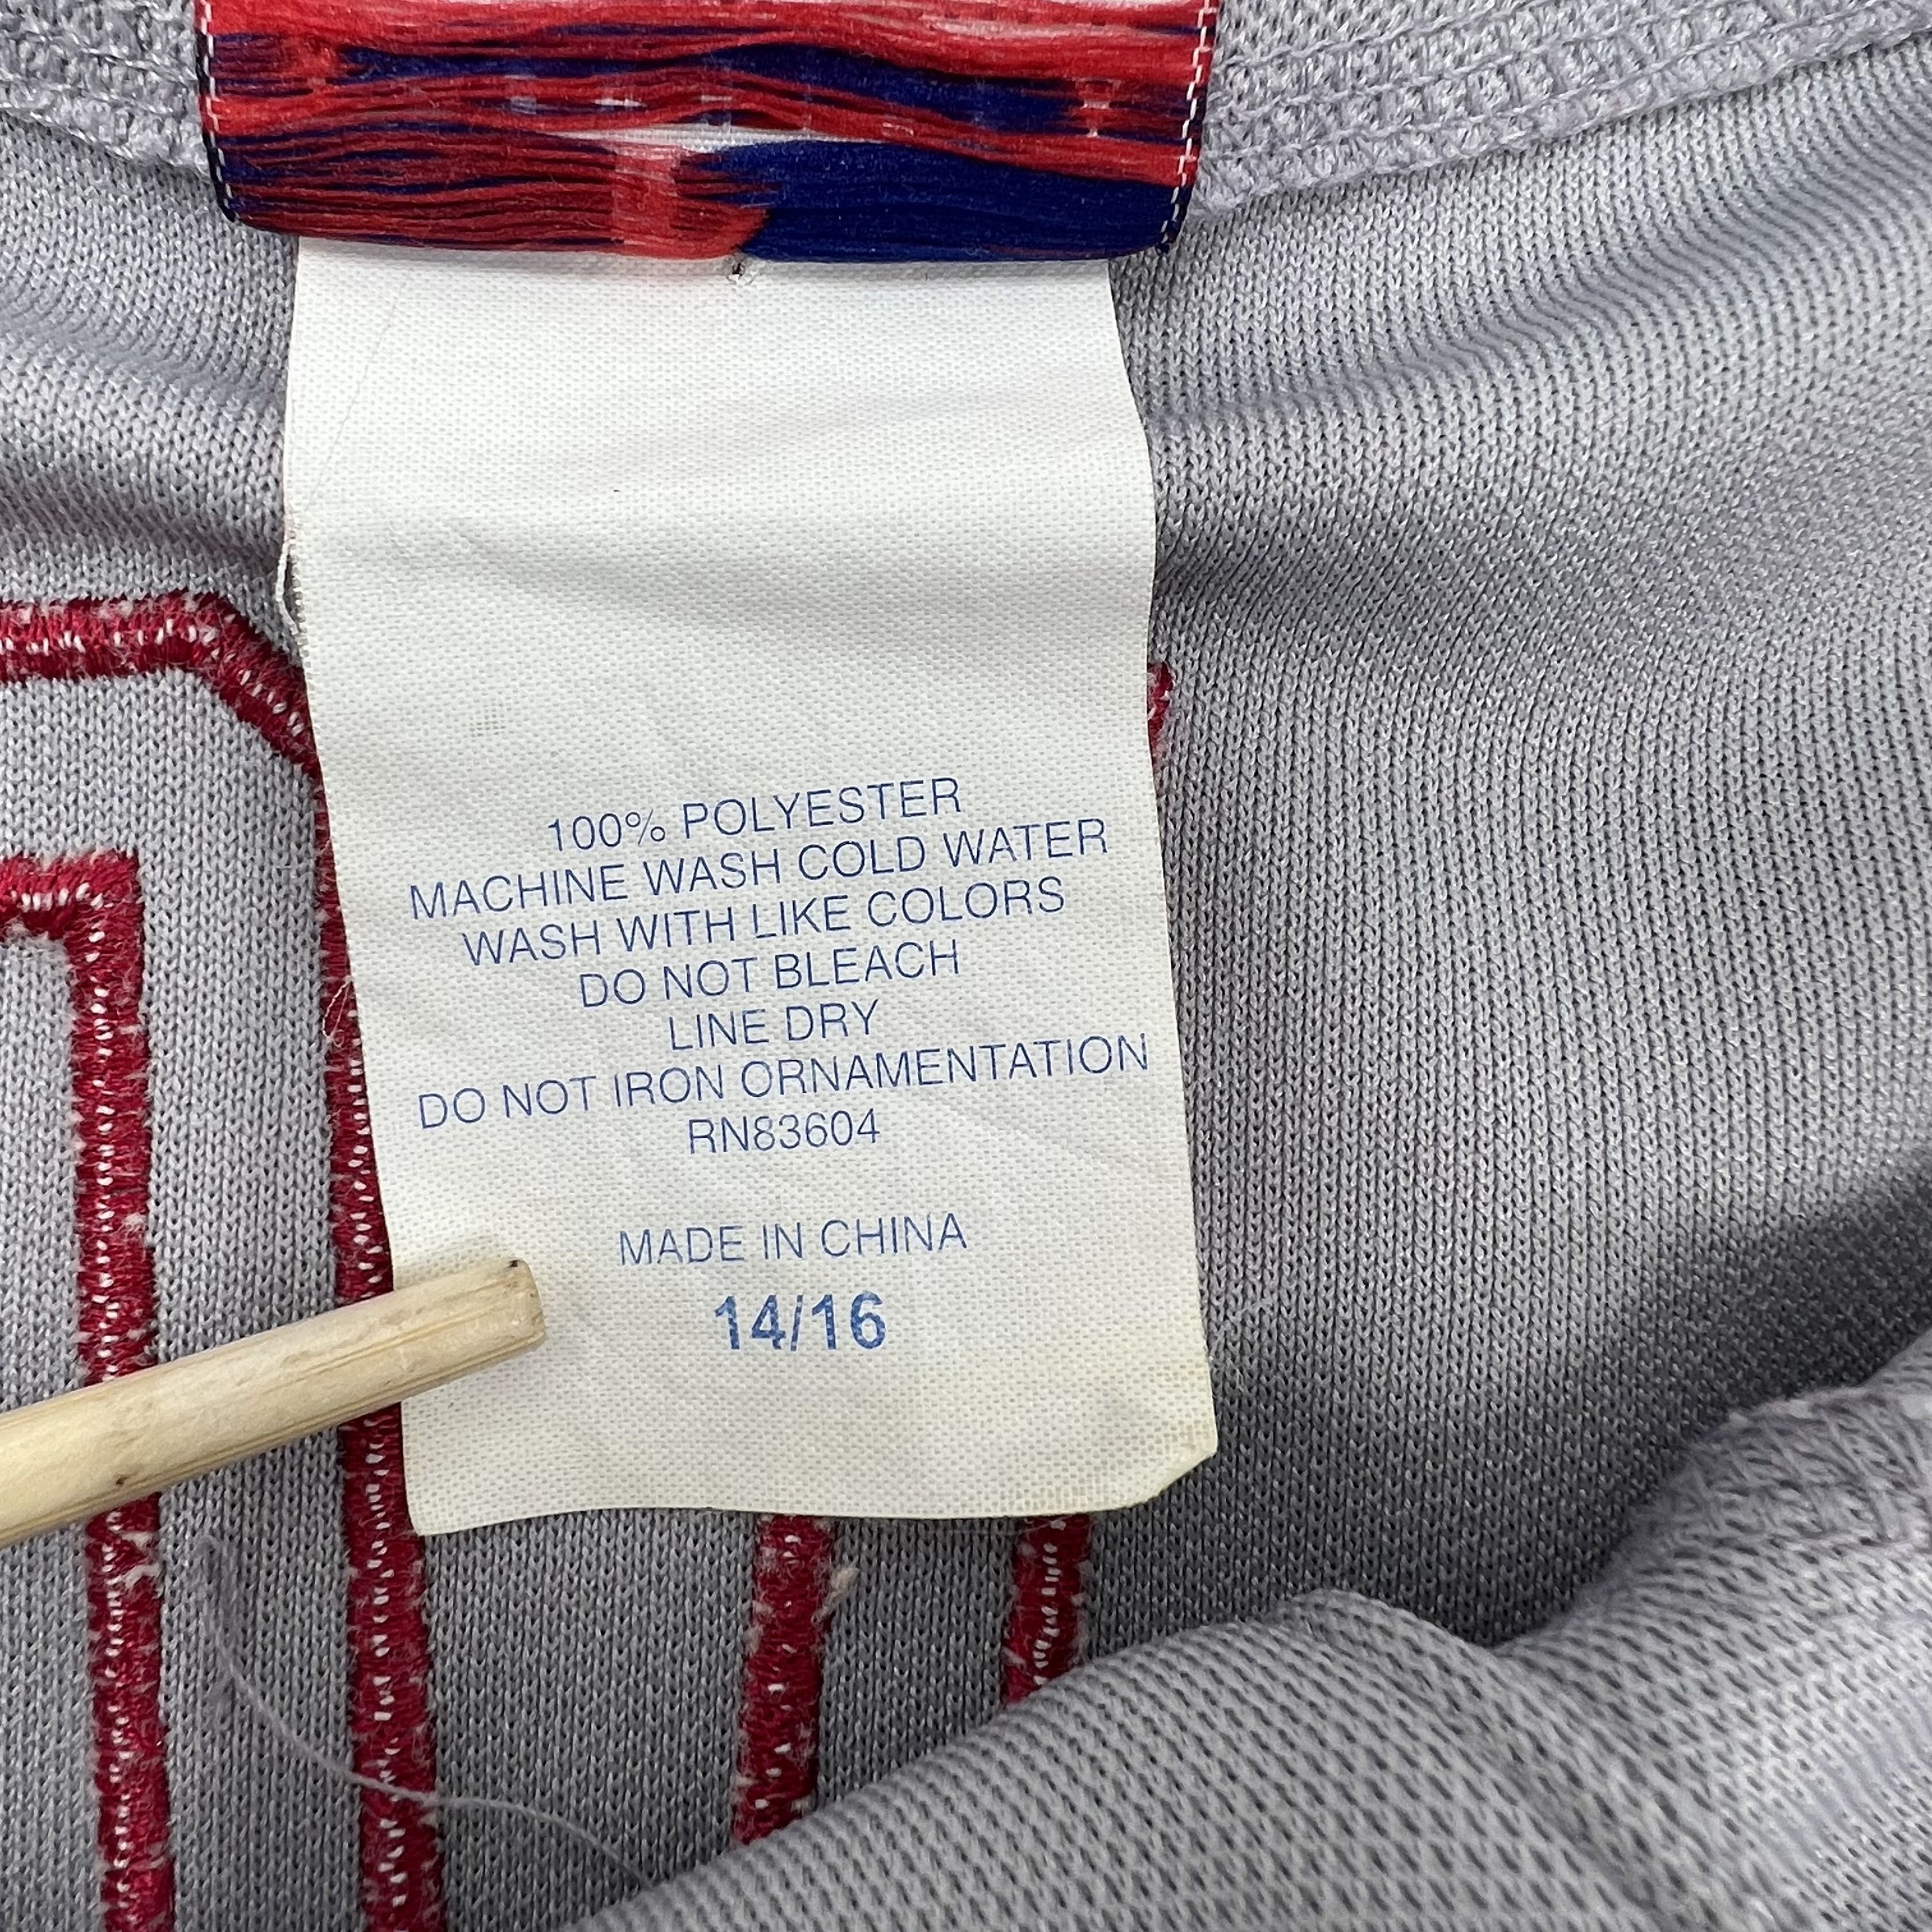 100% POLYESTER
MACHINE WASH COLD WATER
WASH WITH LIKE COLORS
DO NOT BLEACH
LINE DRY
DO NOT IRON ORNAMENTATION
RN83604
MADE IN CHINA
14/16